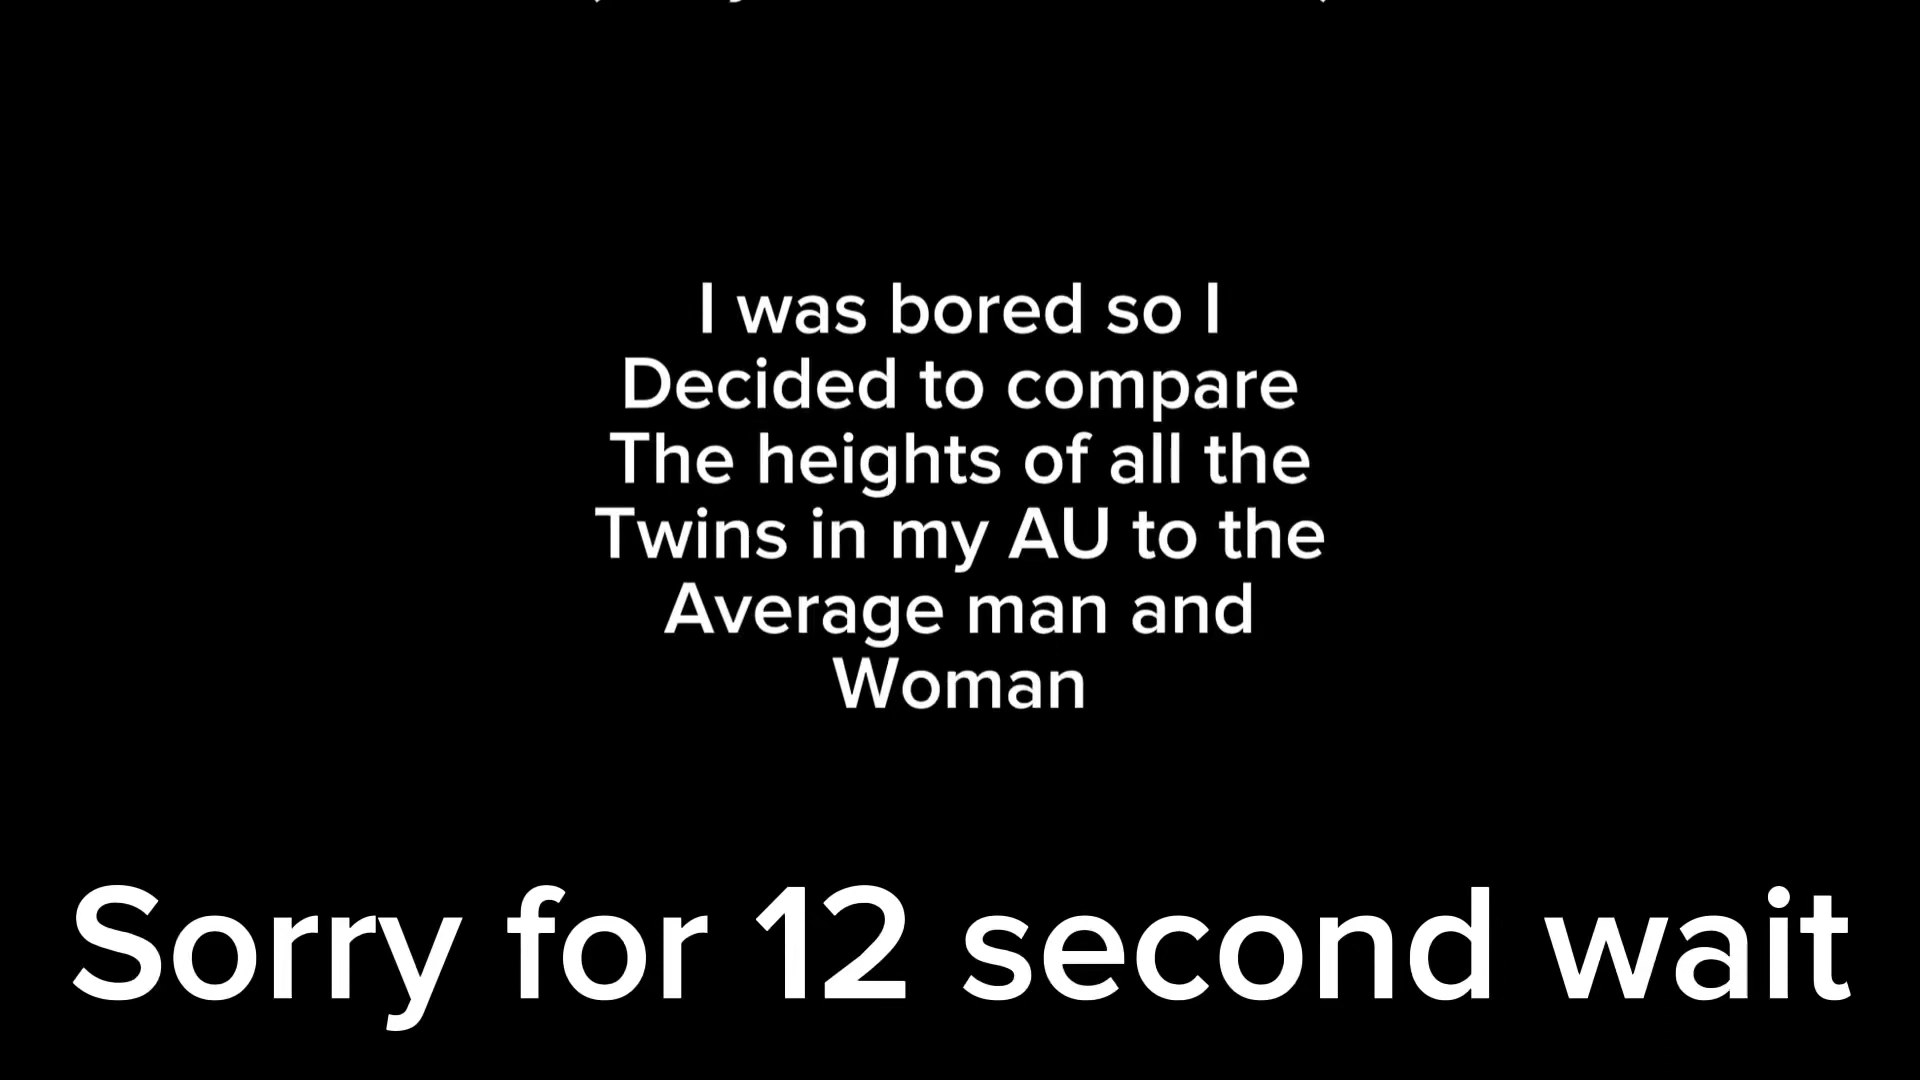 I was bored so I
Decided to compare
The heights of all the
Twins in my AU to the
Average man and
Woman
Sorry for 12 second wait